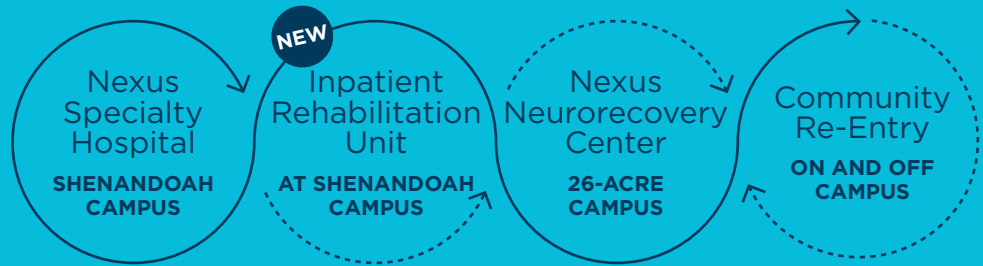 Nexus
Specialty
Hospital
SHENANDOAH
CAMPUS
NEW
Inpatient
Rehabilitation
Unit
AT SHENANDOAH
CAMPUS
Nexus
Neurorecovery
Center
26-ACRE
CAMPUS
Community
Re-Entry
ON AND OFF
CAMPUS